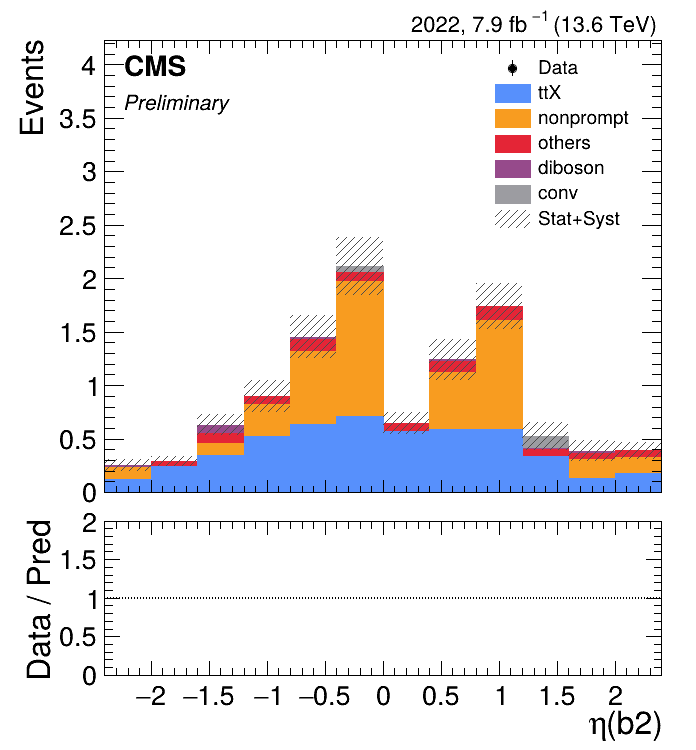 2022, 7.9 fb⁻¹ (13.6 TeV)
CMS
Preliminary
Data
ttX
nonprompt
others
diboson
conv
Stat+Syst
Events
4
3.5
3
2.5
2
1.5
1
0.5
0
Data / Pred
2
1.5
1
0.5
0
−2 −1.5 −1 −0.5 0 0.5 1 1.5 2
η(b2)